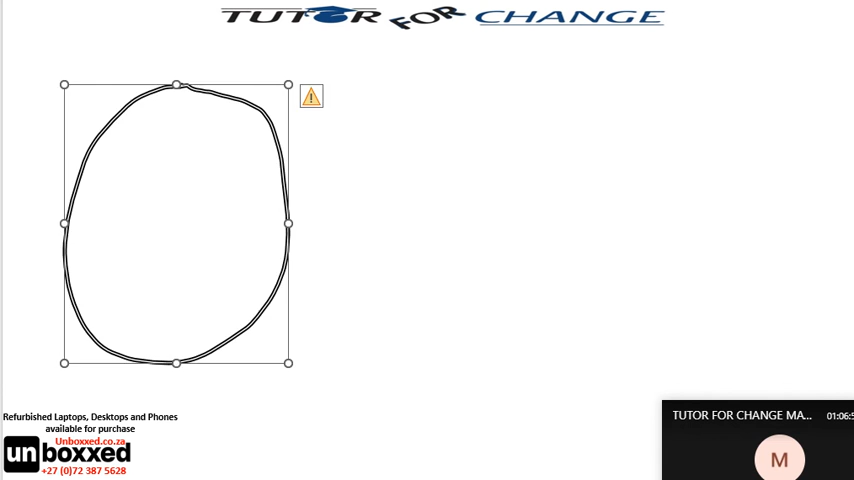 TUTOR FOR CHANGE
Refurbished Laptops, Desktops and Phones
available for purchase
Unboxxed.co.za
unboxxed
+27 (0)72 387 5628
TUTOR FOR CHANGE MA...
01:06:5
M